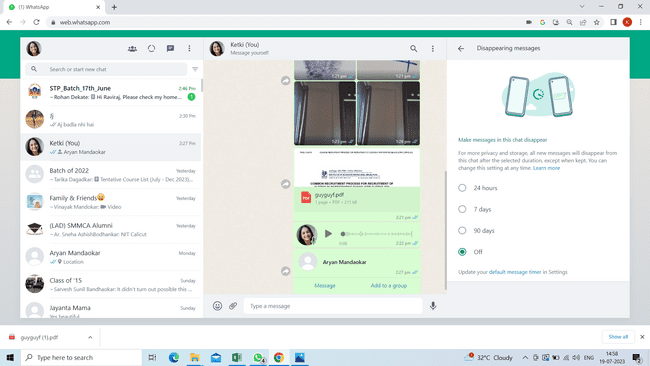 (1) WhatsApp
web.whatsapp.com
Search or start new chat
STP_Batch_17th_June
2:46 PM
~ Rohan Dekate: Hi Raviraj, Please check my home...
1
2:30 PM
Aj badla nhi hai
Ketki (You)
2:27 PM
Aryan Mandaokar
Batch of 2022
Yesterday
~ Tarika Dagadkar: Tentative Course List (July - Dec 2023)...
Family & Friends😄
Yesterday
~ Vinayak Mandokar: Video
(LAD) SMMCA Alumni
Yesterday
~ Ar. Sneha AshishBodhankar: NIT Calicut
Aryan Mandaokar
Monday
Location
Class of '15
Sunday
~ Sarvesh Sunil Bandhaokar: It didn't turn out possible this ...
Jayanta Mama
Sunday
Yes beautiful
Ketki (You)
Message yourself
1:21 pm
1:21 pm
1:23 pm
1:29 pm
COMMON RECRUITMENT PROCESS FOR RECRUITMENT OF
guyguyf.pdf
1 page • PDF • 211 kB
2:21 pm
0:08
2:22 pm
Aryan Mandaokar
2:27 pm
Message
Add to a group
Type a message
Disappearing messages
Make messages in this chat disappear
For more privacy and storage, all new messages will disappear from
this chat after the selected duration, except when kept. You can
change this setting at any time. Learn more
24 hours
7 days
90 days
Off
Update your default message timer in Settings
guyguyf (1).pdf
Show all
Type here to search
32°C Cloudy
ENG
14:58
19-07-2023